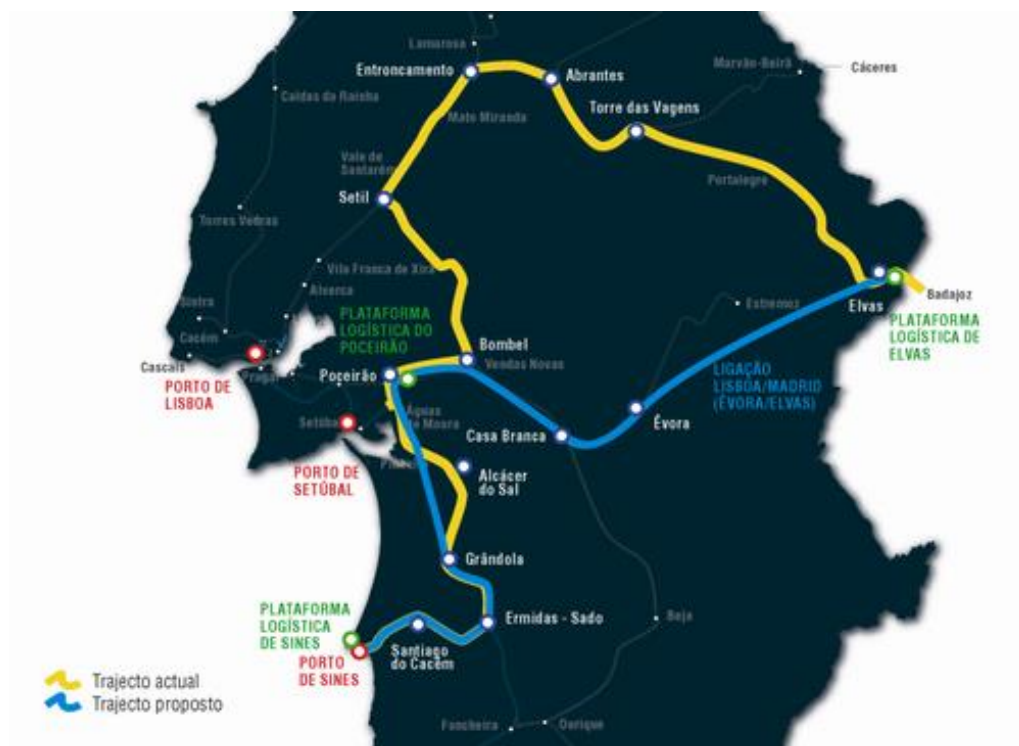 Lamarosa
Entroncamento
Abrantes
Marvão-Beirã
Cáceres
Caldas da Rainha
Torre das Vagens
Mato Miranda
Vale de
Santarém
Portalegre
Setil
Torres Vedras
Vila Franca de Xira
Alverca
Sintra
Estremoz
Elvas
Badajoz
PLATAFORMA
LOGÍSTICA DO
POCEIRÃO
PLATAFORMA
LOGÍSTICA DE
ELVAS
Cacém
Bombel
Vendas Novas
Cascais
Pragal
Poçeirão
PORTO DE
LISBOA
LIGAÇÃO
LISBOA/MADRID
(ÉVORA/ELVAS)
Águas
de Moura
Setúbal
Évora
Casa Branca
PORTO DE
SETÚBAL
Alcácer
do Sal
Grândola
PLATAFORMA
LOGÍSTICA
DE SINES
Ermidas - Sado
Beja
Santiago
do Cacém
PORTO
DE SINES
Trajecto actual
Trajecto proposto
Funcheira
Ourique